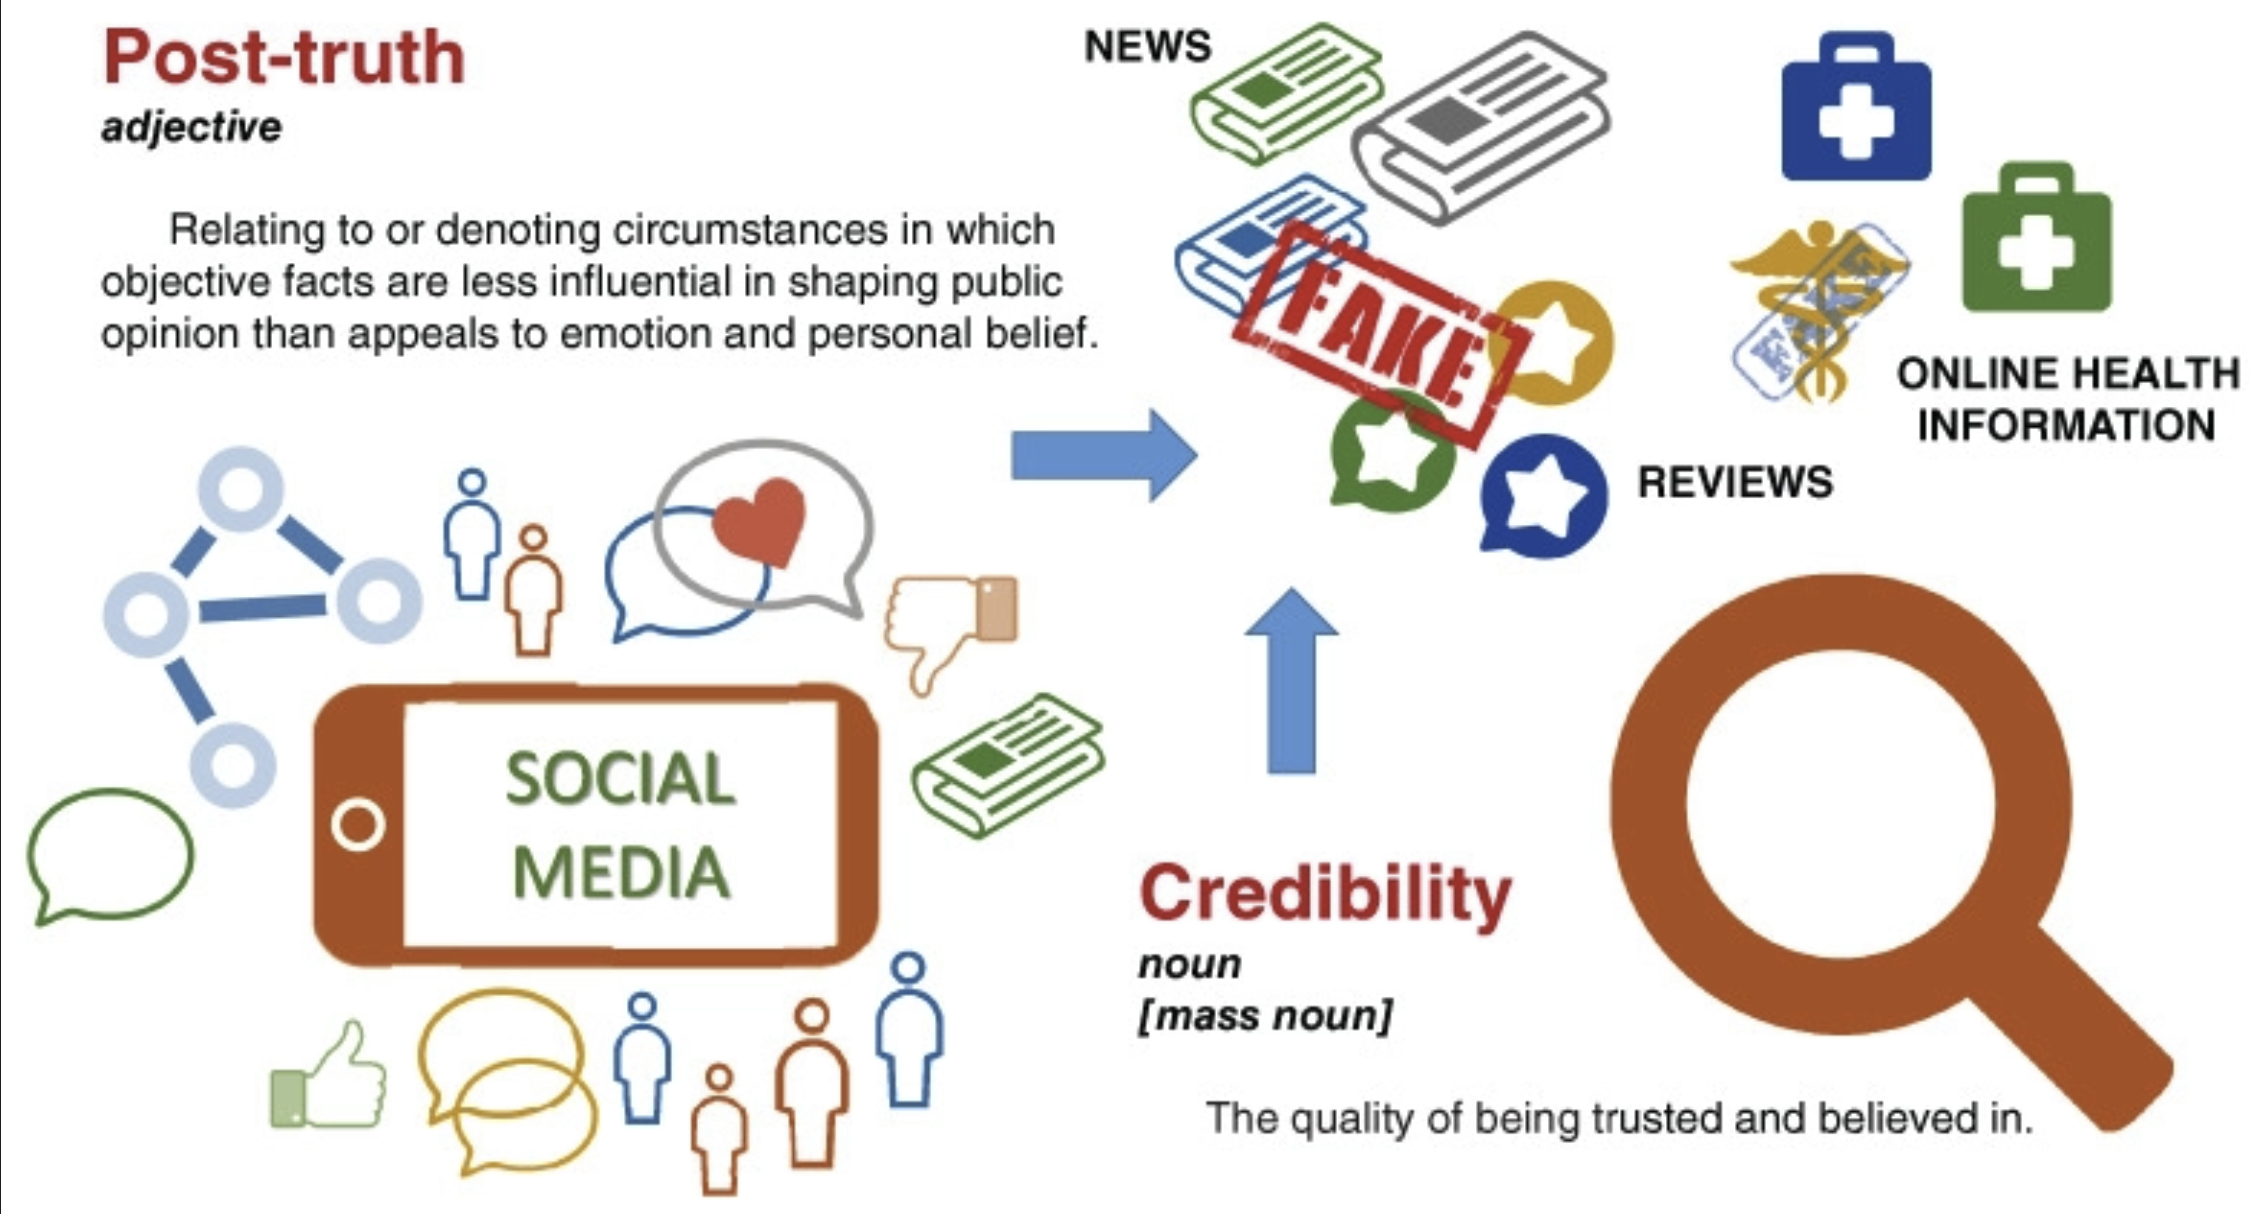 Post-truth
adjective
Relating to or denoting circumstances in which
objective facts are less influential in shaping public
opinion than appeals to emotion and personal belief.
NEWS
FAKE
FAKE
ONLINE HEALTH
INFORMATION
REVIEWS
SOCIAL
MEDIA
Credibility
noun
[mass noun]
The quality of being trusted and believed in.